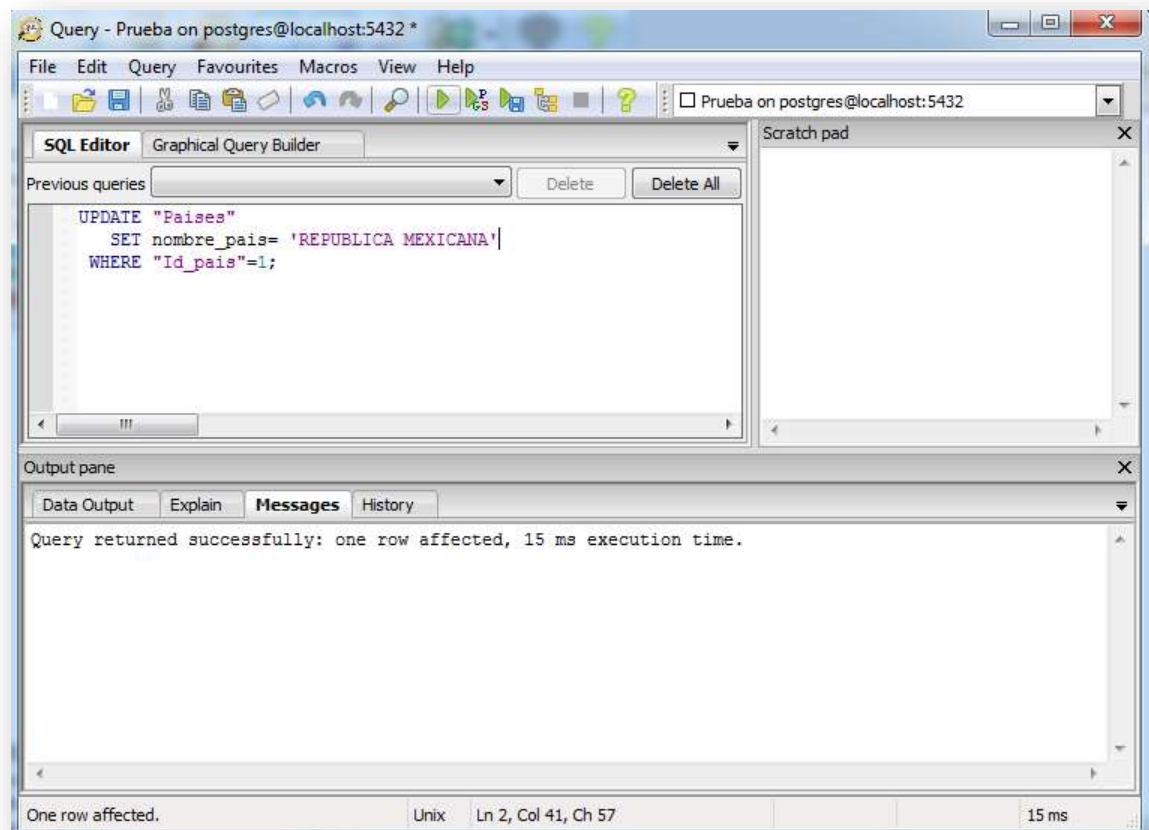 Query - Prueba on postgres@localhost:5432 *
File Edit Query Favourites Macros View Help
Prueba on postgres@localhost:5432
SQL Editor Graphical Query Builder
Scratch pad
Previous queries Delete Delete All
UPDATE "Paises"
SET nombre_pais= 'REPUBLICA MEXICANA'
WHERE "Id_pais"=1;
Output pane
Data Output Explain Messages History
Query returned successfully: one row affected, 15 ms execution time.
One row affected. Unix Ln 2, Col 41, Ch 57 15 ms